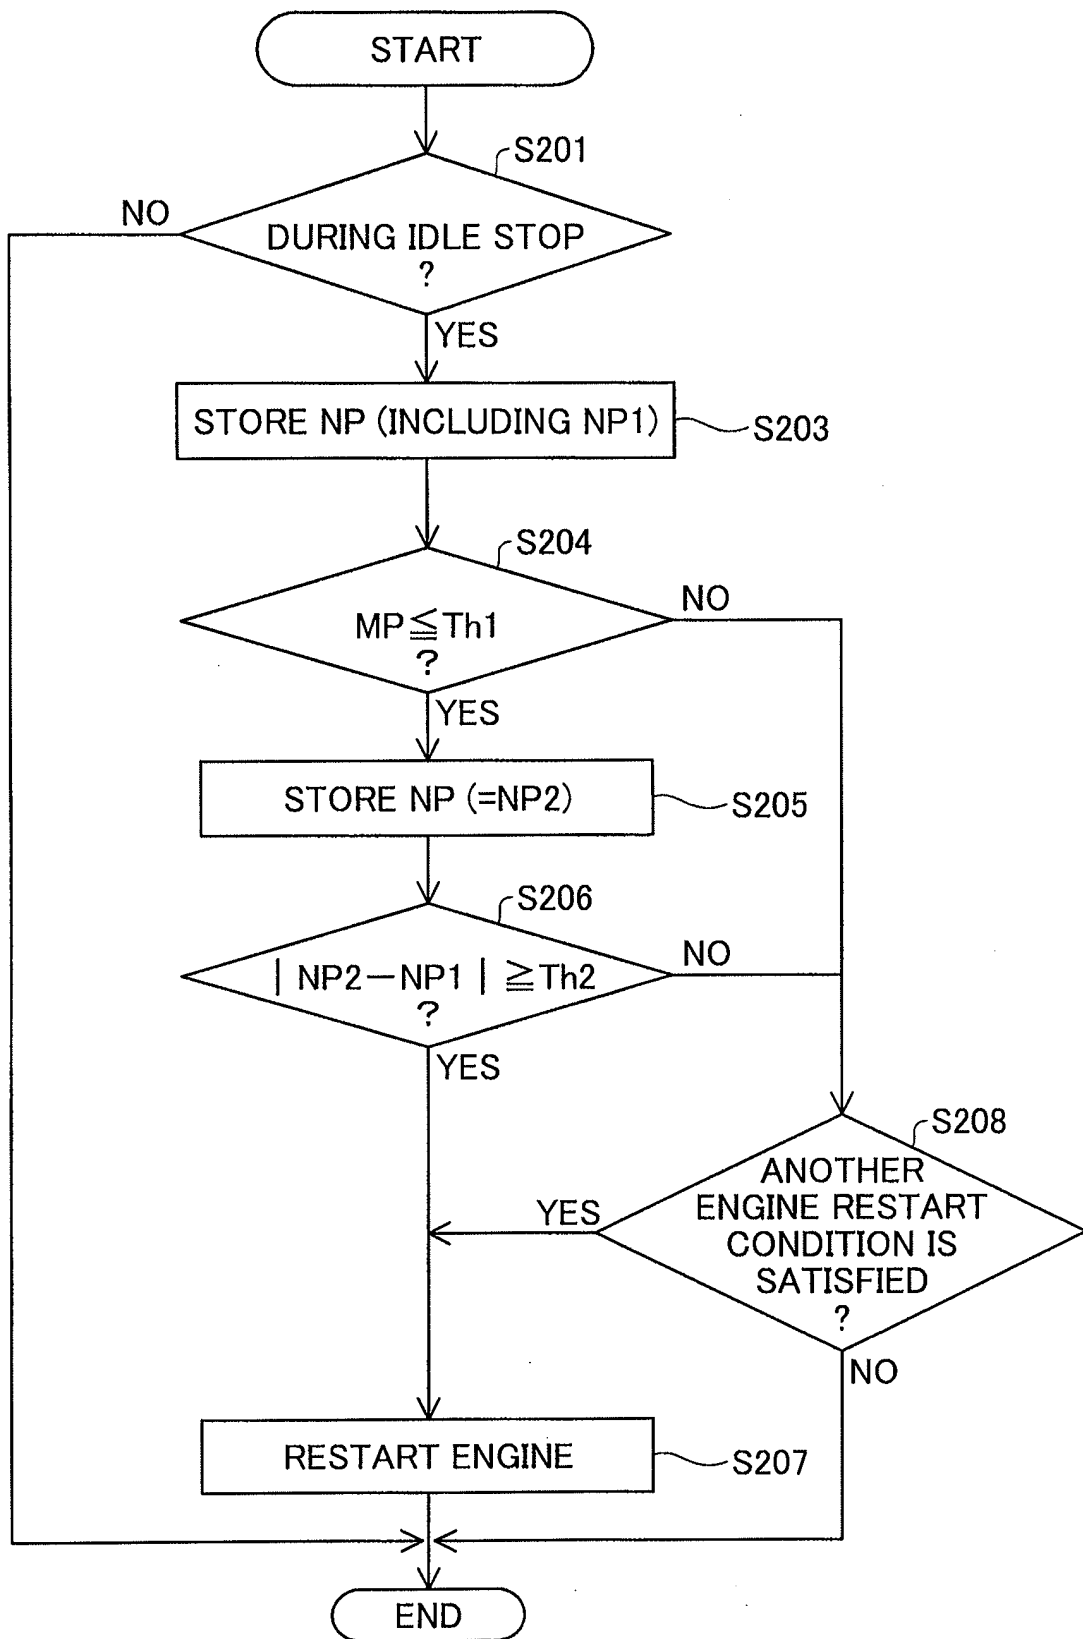 START
S201
NO
DURING IDLE STOP
?
YES
STORE NP (INCLUDING NP1)
S203
S204
NO
MP≦Th1
?
YES
STORE NP (=NP2)
S205
S206
NO
| NP2−NP1 | ≧Th2
?
YES
S208
ANOTHER
YES
ENGINE RESTART
CONDITION IS
SATISFIED
?
NO
RESTART ENGINE
S207
END